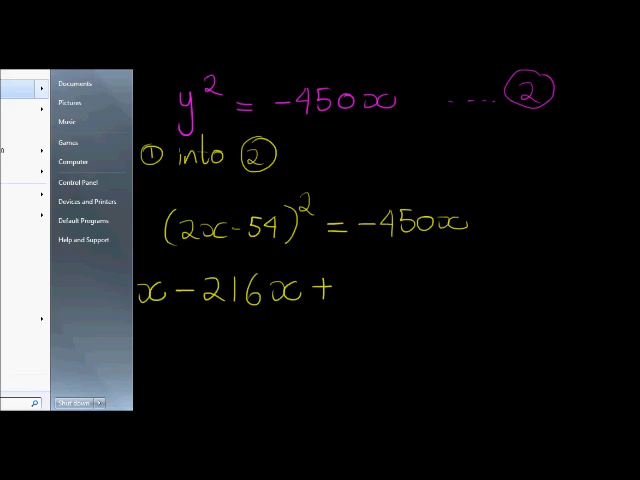 y² = -450x .... ②
① into ②
(2x - 54)² = -450x
x - 216x +
Documents
Pictures
Music
Games
Computer
Control Panel
Devices and Printers
Default Programs
Help and Support
Shut down